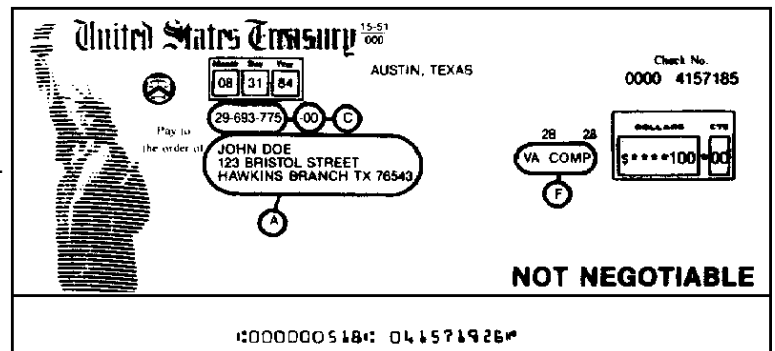 United States Treasury 15-51
000
Month Day Year
08 31 84
AUSTIN, TEXAS
Check No.
0000 4157185
29-693-775 -00 C
Pay to
the order of
JOHN DOE
123 BRISTOL STREET
HAWKINS BRANCH TX 76543
A
28 28
VA COMP
F
DOLLARS CTS
$****100*00
NOT NEGOTIABLE
⑆000000518⑆ 041571926⑈